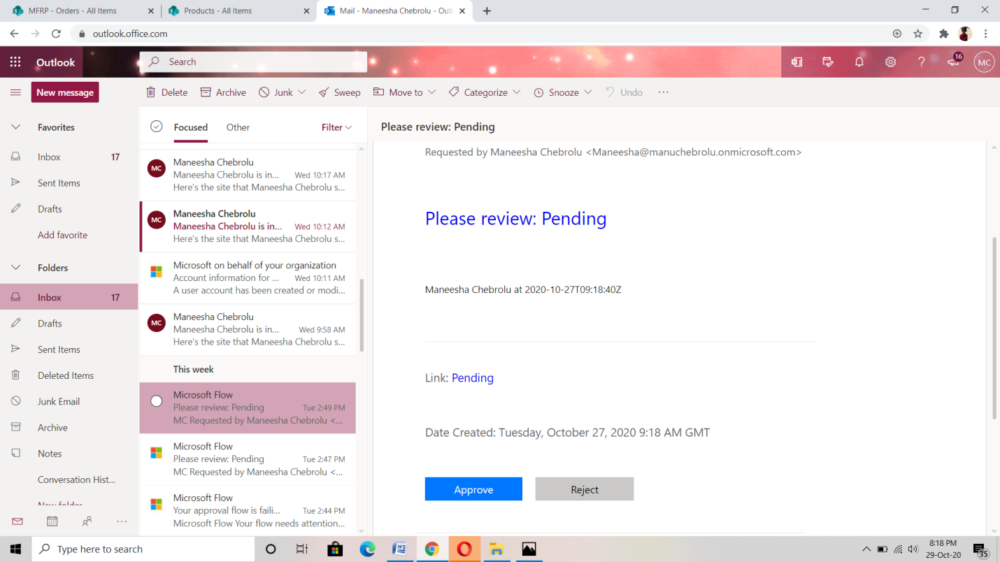 MFRP - Orders - All Items
Products - All Items
Mail - Maneesha Chebrolu - Outl
outlook.office.com
Outlook
Search
16
MC
New message
Delete
Archive
Junk
Sweep
Move to
Categorize
Snooze
Undo
Favorites
Inbox 17
Sent Items
Drafts
Add favorite
Folders
Inbox 17
Drafts
Sent Items
Deleted Items
Junk Email
Archive
Notes
Conversation Hist...
New folder
Focused
Other
Filter
MC
Maneesha Chebrolu
Maneesha Chebrolu is in... Wed 10:17 AM
Here's the site that Maneesha Chebrolu s...
MC
Maneesha Chebrolu
Maneesha Chebrolu is in... Wed 10:12 AM
Here's the site that Maneesha Chebrolu s...
Microsoft on behalf of your organization
Account information for ... Wed 10:11 AM
A user account has been created or modi...
MC
Maneesha Chebrolu
Maneesha Chebrolu is in... Wed 9:58 AM
Here's the site that Maneesha Chebrolu s...
This week
Microsoft Flow
Please review: Pending Tue 2:49 PM
MC Requested by Maneesha Chebrolu <...
Microsoft Flow
Please review: Pending Tue 2:47 PM
MC Requested by Maneesha Chebrolu <...
Microsoft Flow
Your approval flow is faili... Tue 2:44 PM
Microsoft Flow Your flow needs attention...
Please review: Pending
Requested by Maneesha Chebrolu <Maneesha@manuchebrolu.onmicrosoft.com>
Please review: Pending
Maneesha Chebrolu at 2020-10-27T09:18:40Z
Link: Pending
Date Created: Tuesday, October 27, 2020 9:18 AM GMT
Approve
Reject
Type here to search
8:18 PM
29-Oct-20
35